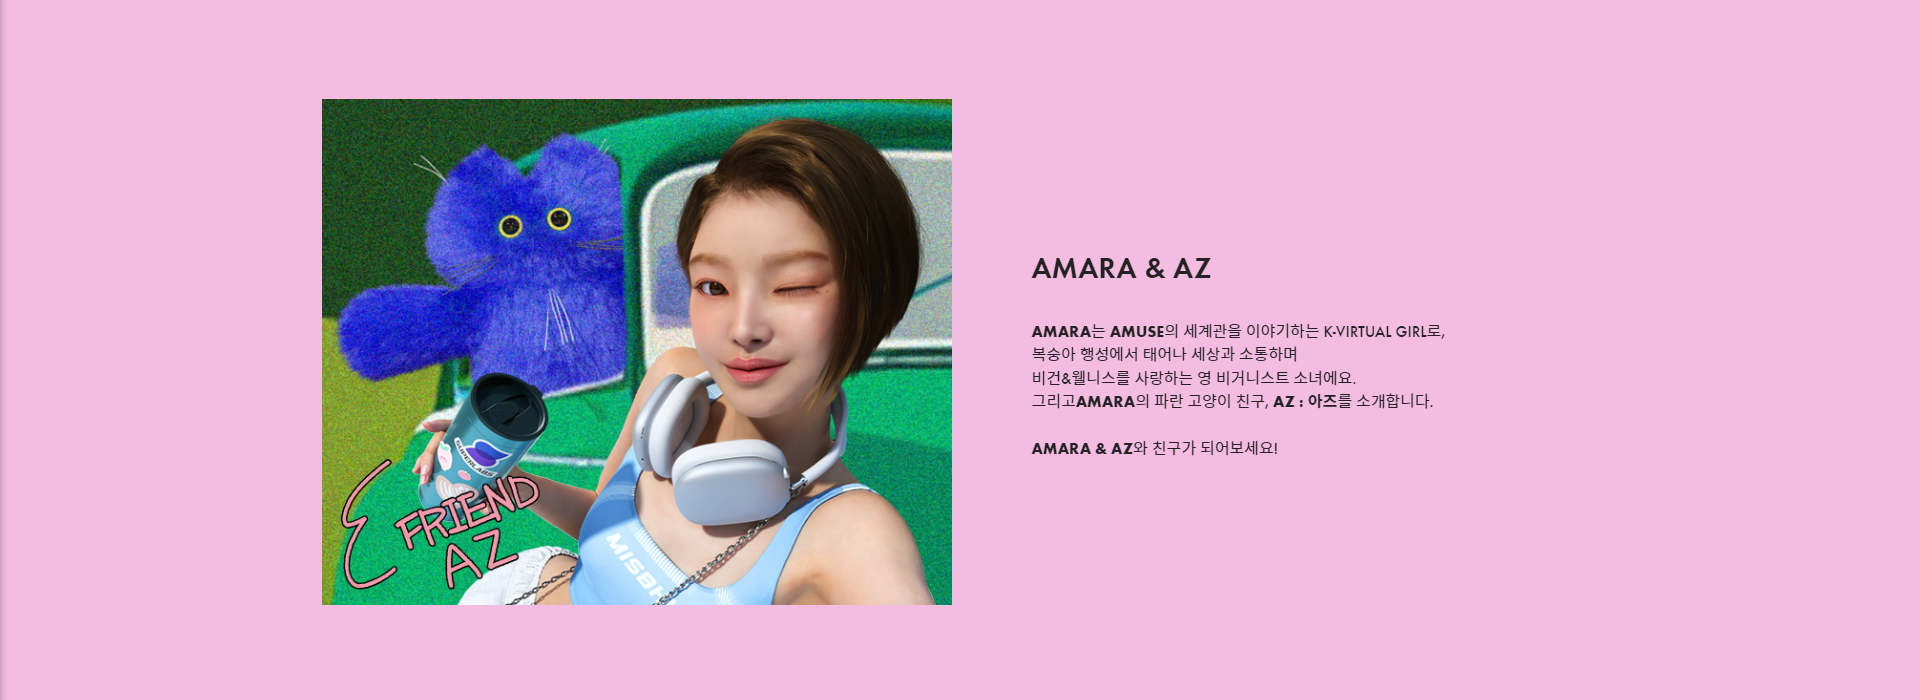 SUPERLABS
& FRIEND
AZ
MISBH
AMARA & AZ
AMARA는 AMUSE의 세계관을 이야기하는 K-VIRTUAL GIRL로,
복숭아 행성에서 태어나 세상과 소통하며
비건&웰니스를 사랑하는 영 비거니스트 소녀에요.
그리고AMARA의 파란 고양이 친구, AZ : 아즈를 소개합니다.
AMARA & AZ와 친구가 되어보세요!